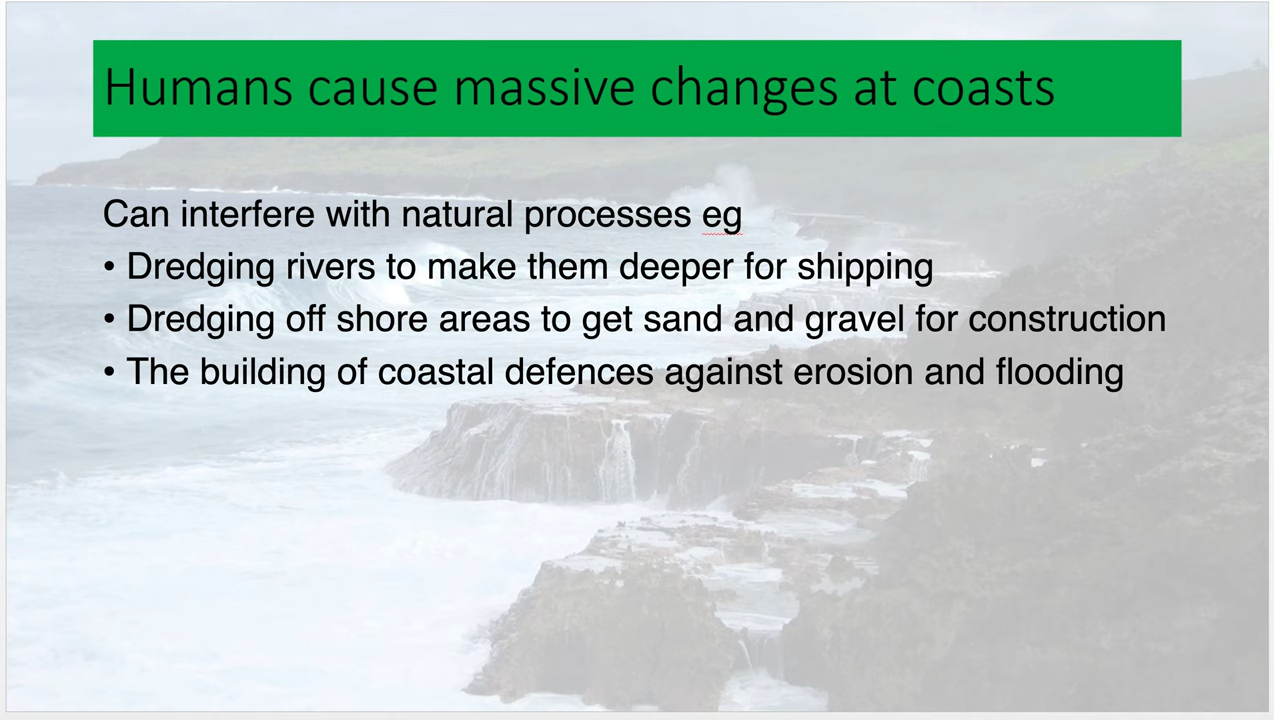 Humans cause massive changes at coasts
Can interfere with natural processes eg
• Dredging rivers to make them deeper for shipping
• Dredging off shore areas to get sand and gravel for construction
• The building of coastal defences against erosion and flooding